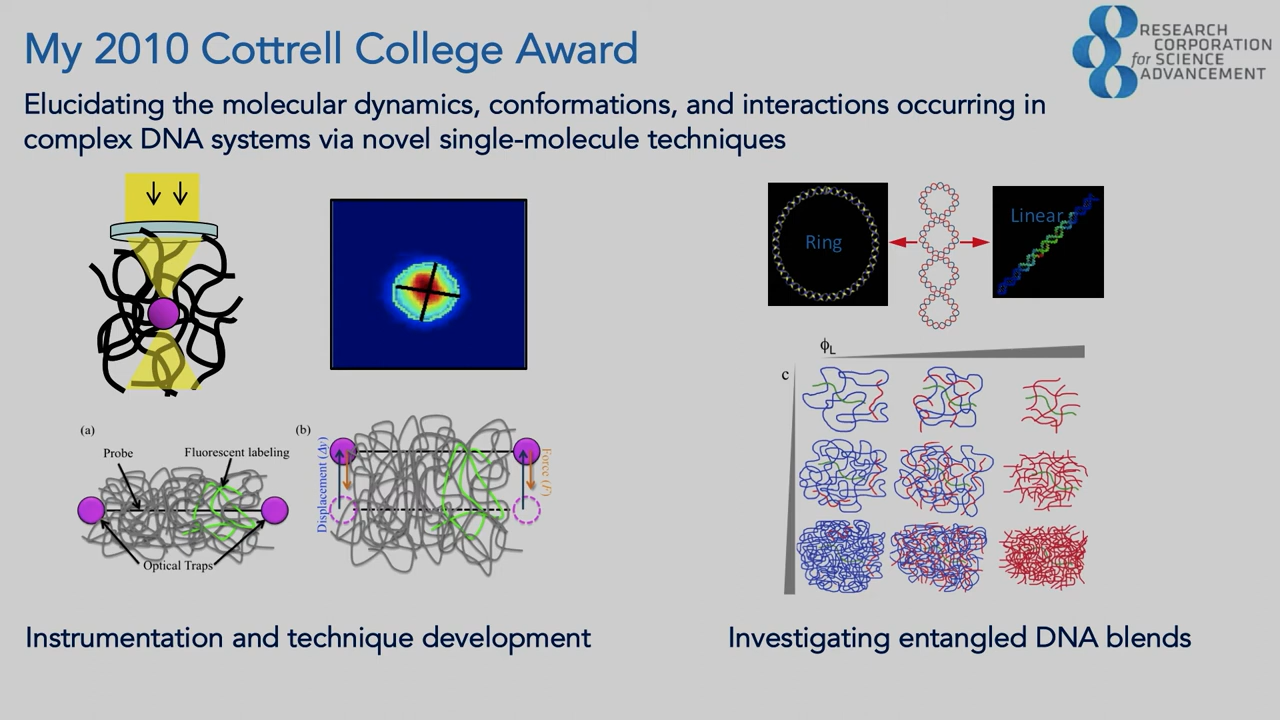 My 2010 Cottrell College Award
RESEARCH
CORPORATION
for SCIENCE
ADVANCEMENT
Elucidating the molecular dynamics, conformations, and interactions occurring in
complex DNA systems via novel single-molecule techniques
Ring
Linear
ϕL
c
(a)
Probe
Fluorescent labeling
Optical Traps
(b)
Displacement (Δy)
Force (F)
Instrumentation and technique development
Investigating entangled DNA blends